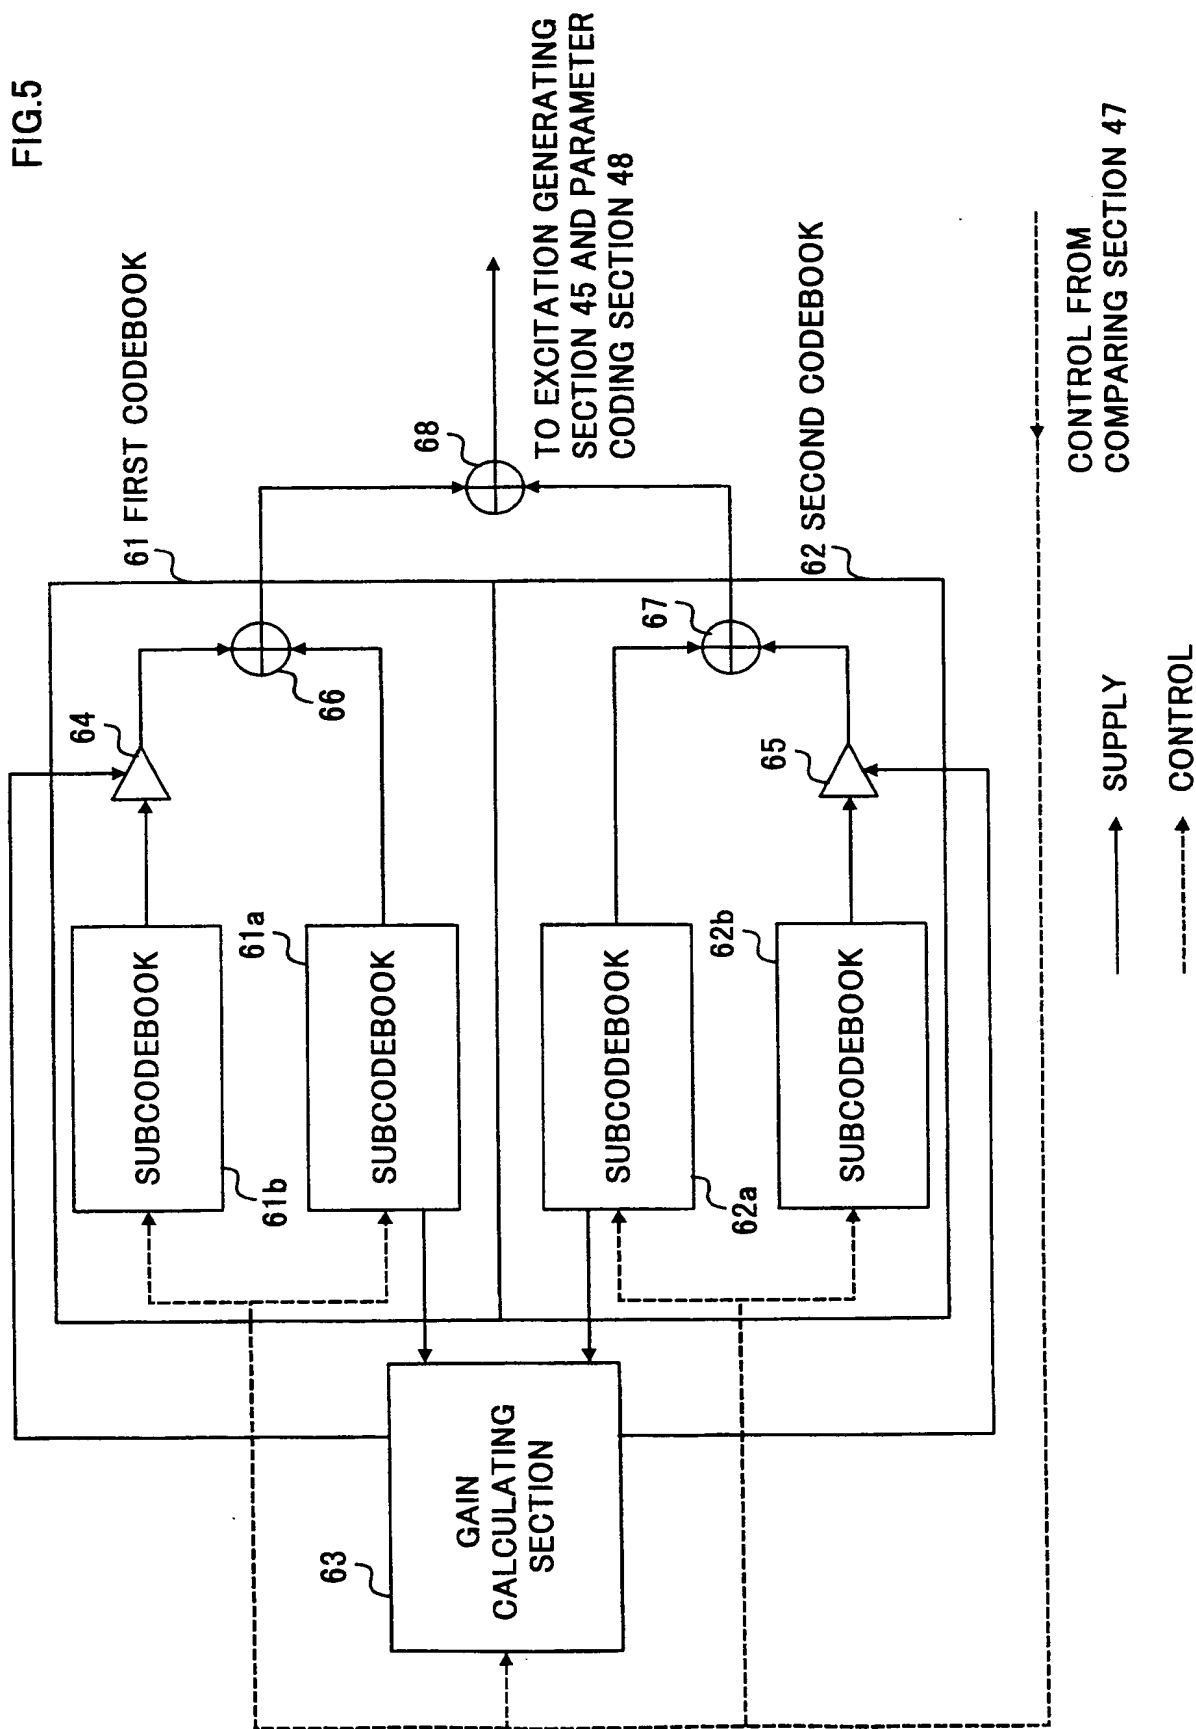 FIG.5
61 FIRST CODEBOOK
64
SUBCODEBOOK
61b
66
61a
SUBCODEBOOK
68
TO EXCITATION GENERATING
SECTION 45 AND PARAMETER
CODING SECTION 48
63
GAIN
CALCULATING
SECTION
67
SUBCODEBOOK
62a
65
62b
SUBCODEBOOK
62 SECOND CODEBOOK
CONTROL FROM
COMPARING SECTION 47
SUPPLY
CONTROL